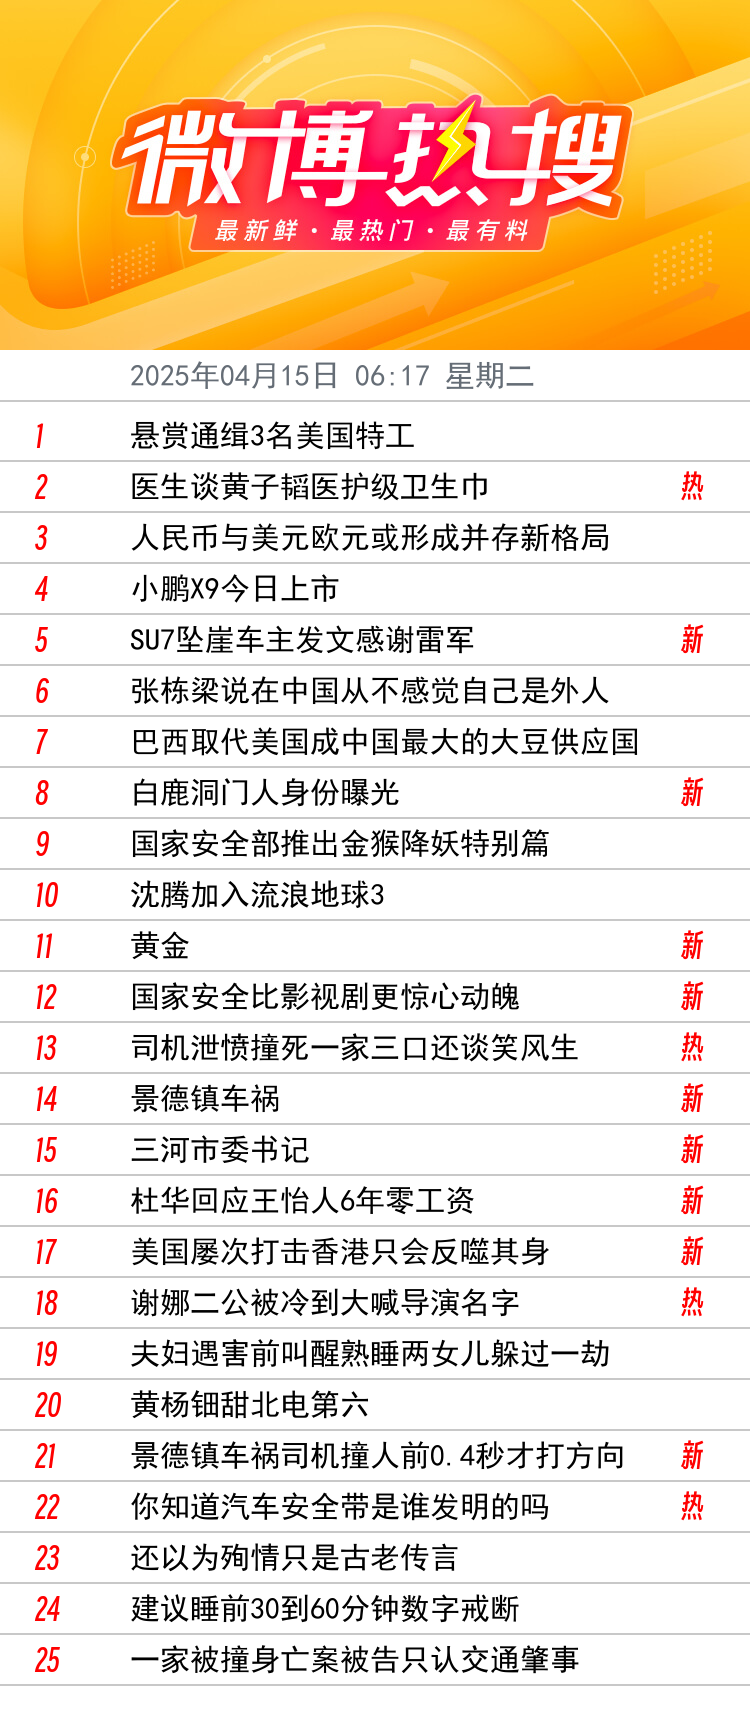 微博热搜
最新鲜·最热门·最有料
2025年04月15日 06:17 星期二
1 悬赏通缉3名美国特工
2 医生谈黄子韬医护级卫生巾 热
3 人民币与美元欧元或形成并存新格局
4 小鹏X9今日上市
5 SU7坠崖车主发文感谢雷军 新
6 张栋梁说在中国从不感觉自己是外人
7 巴西取代美国成中国最大的大豆供应国
8 白鹿洞门人身份曝光 新
9 国家安全部推出金猴降妖特别篇
10 沈腾加入流浪地球3
11 黄金 新
12 国家安全比影视剧更惊心动魄 新
13 司机泄愤撞死一家三口还谈笑风生 热
14 景德镇车祸 新
15 三河市委书记 新
16 杜华回应王怡人6年零工资 新
17 美国屡次打击香港只会反噬其身 新
18 谢娜二公被冷到大喊导演名字 热
19 夫妇遇害前叫醒熟睡两女儿躲过一劫
20 黄杨钿甜北电第六
21 景德镇车祸司机撞人前0.4秒才打方向 新
22 你知道汽车安全带是谁发明的吗 热
23 还以为殉情只是古老传言
24 建议睡前30到60分钟数字戒断
25 一家被撞身亡案被告只认交通肇事